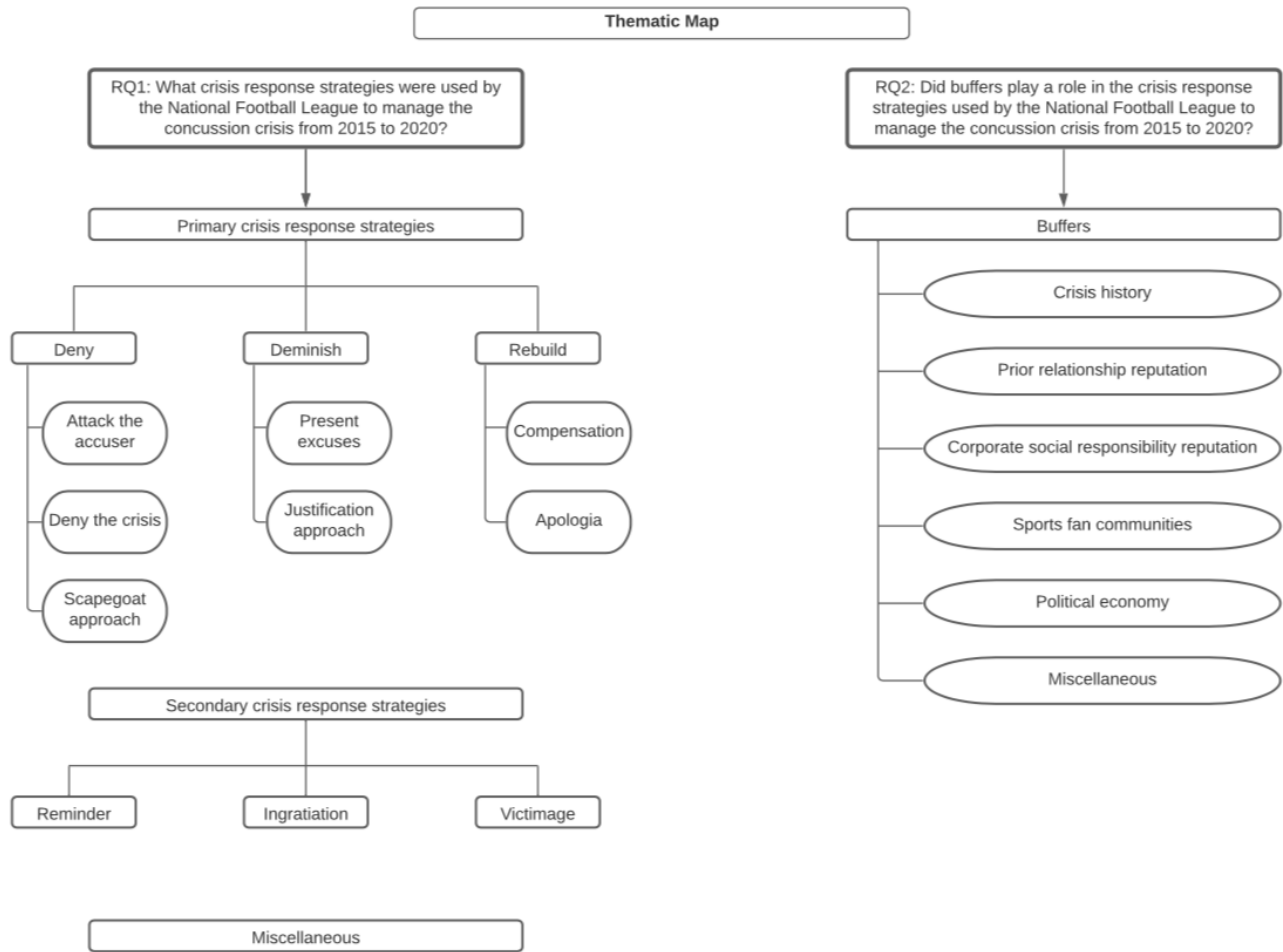 Thematic Map
RQ1: What crisis response strategies were used by
the National Football League to manage the
concussion crisis from 2015 to 2020?
Primary crisis response strategies
Deny
Attack the
accuser
Deny the crisis
Scapegoat
approach
Deminish
Present
excuses
Justification
approach
Rebuild
Compensation
Apologia
Secondary crisis response strategies
Reminder
Ingratiation
Victimage
Miscellaneous
RQ2: Did buffers play a role in the crisis response
strategies used by the National Football League to
manage the concussion crisis from 2015 to 2020?
Buffers
Crisis history
Prior relationship reputation
Corporate social responsibility reputation
Sports fan communities
Political economy
Miscellaneous